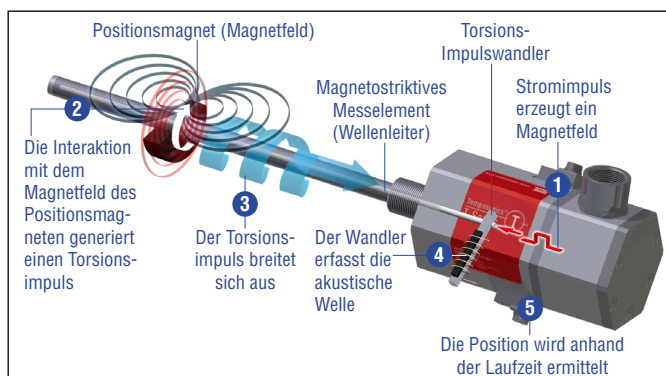 Positionsmagnet (Magnetfeld)
Torsions-
Impulswandler
Magnetostriktives
Messelement
(Wellenleiter)
Stromimpuls
erzeugt ein
Magnetfeld
1
2
Die Interaktion
mit dem
Magnetfeld des
Positionsmag-
neten generiert
einen Torsions-
impuls
3
Der Torsions-
impuls breitet
sich aus
Der Wandler
erfasst die
akustische
Welle
4
5
Die Position wird anhand
der Laufzeit ermittelt